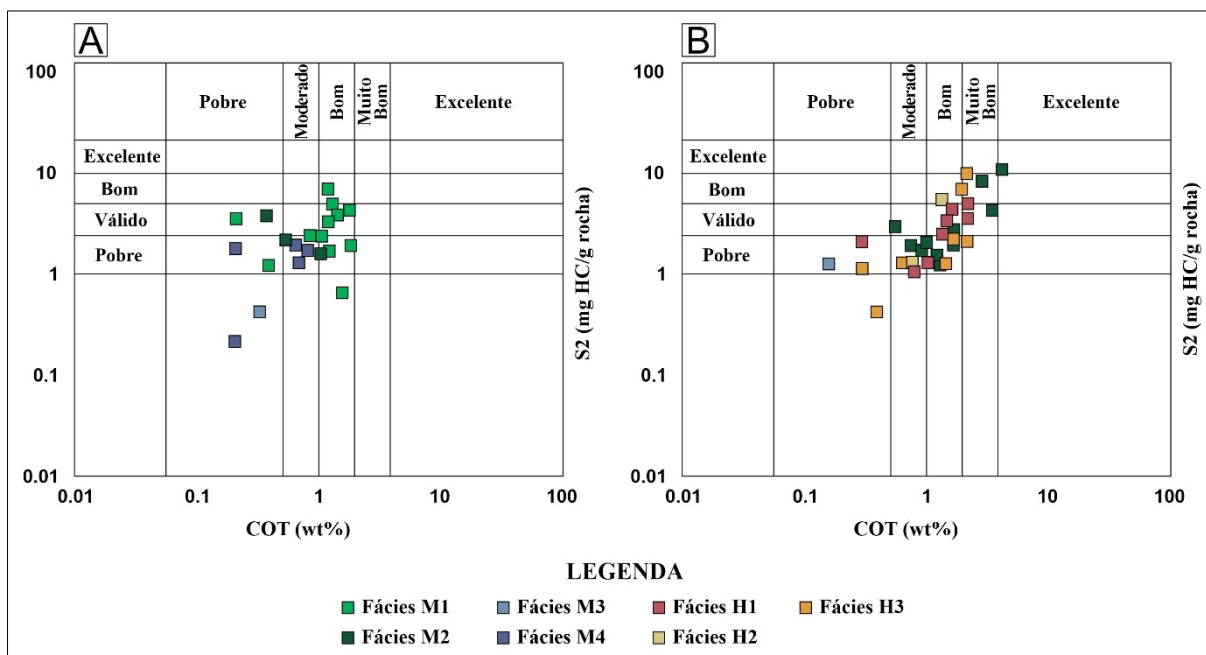 A
100
10
1
0.1
0.01
Pobre
Moderado
Bom
Muito
Bom
Excelente
Excelente
Bom
Válido
Pobre
S2 (mg HC/g rocha)
0.01
0.1
1
10
100
COT (wt%)
B
100
10
1
0.1
0.01
Pobre
Moderado
Bom
Muito
Bom
Excelente
Excelente
Bom
Válido
Pobre
S2 (mg HC/g rocha)
0.01
0.1
1
10
100
COT (wt%)
LEGENDA
Fácies M1
Fácies M3
Fácies H1
Fácies H3
Fácies M2
Fácies M4
Fácies H2